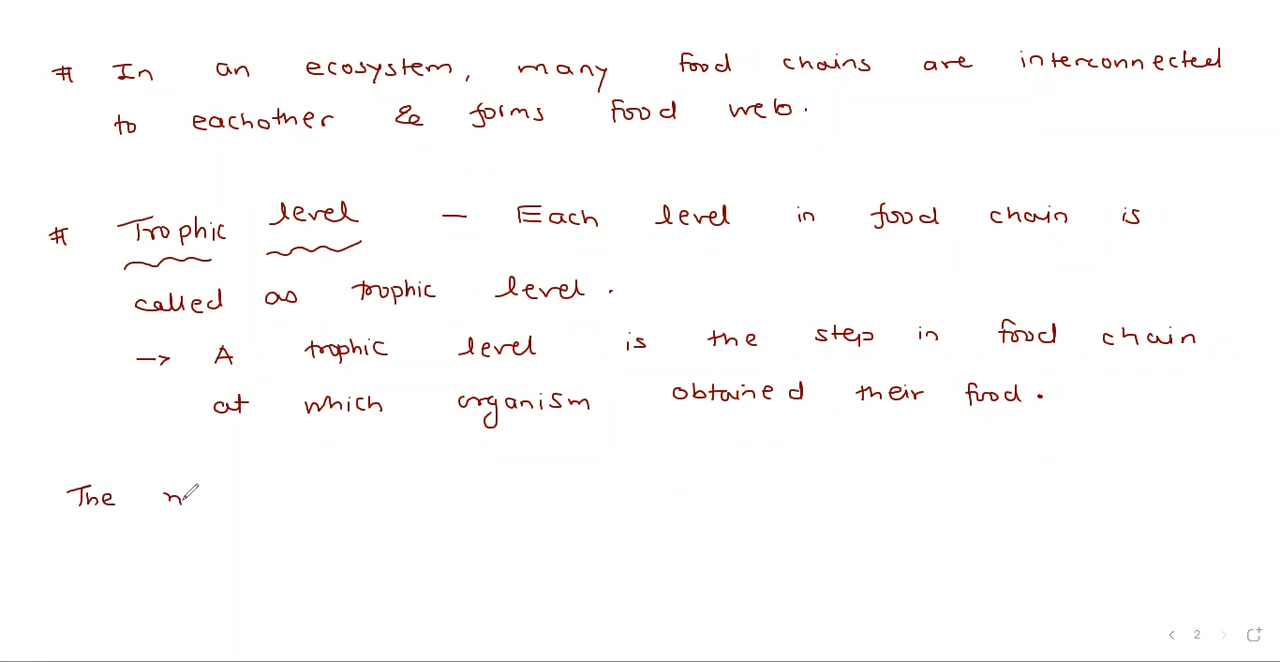 # In an ecosystem, many food chains are interconnected
to eachother & forms food web.
# Trophic level — Each level in food chain is
called as trophic level.
→ A trophic level is the step in food chain
at which organism obtained their food.
The n
< 2 >